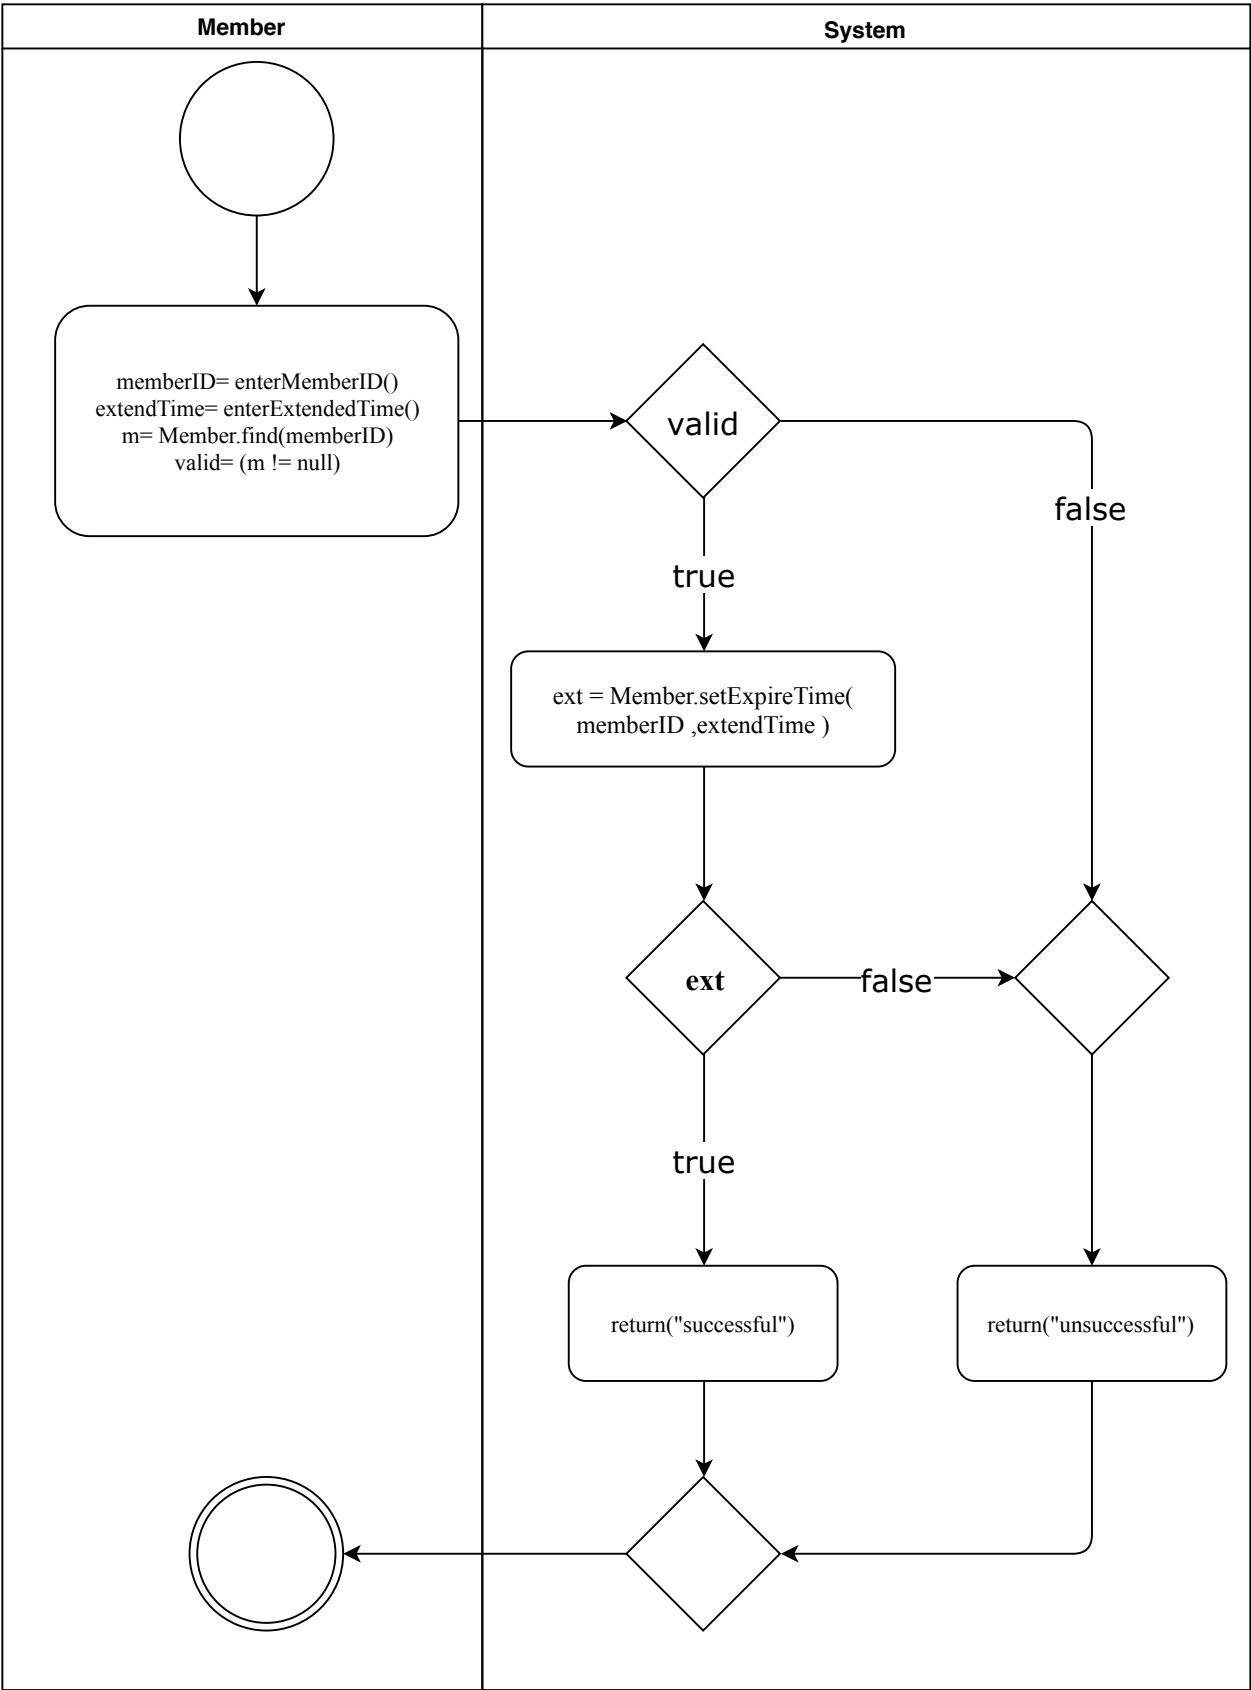 Member
System
memberID= enterMemberID()
extendTime= enterExtendedTime()
m= Member.find(memberID)
valid= (m != null)
valid
false
true
ext = Member.setExpireTime(
memberID ,extendTime )
ext
false
true
return("successful")
return("unsuccessful")